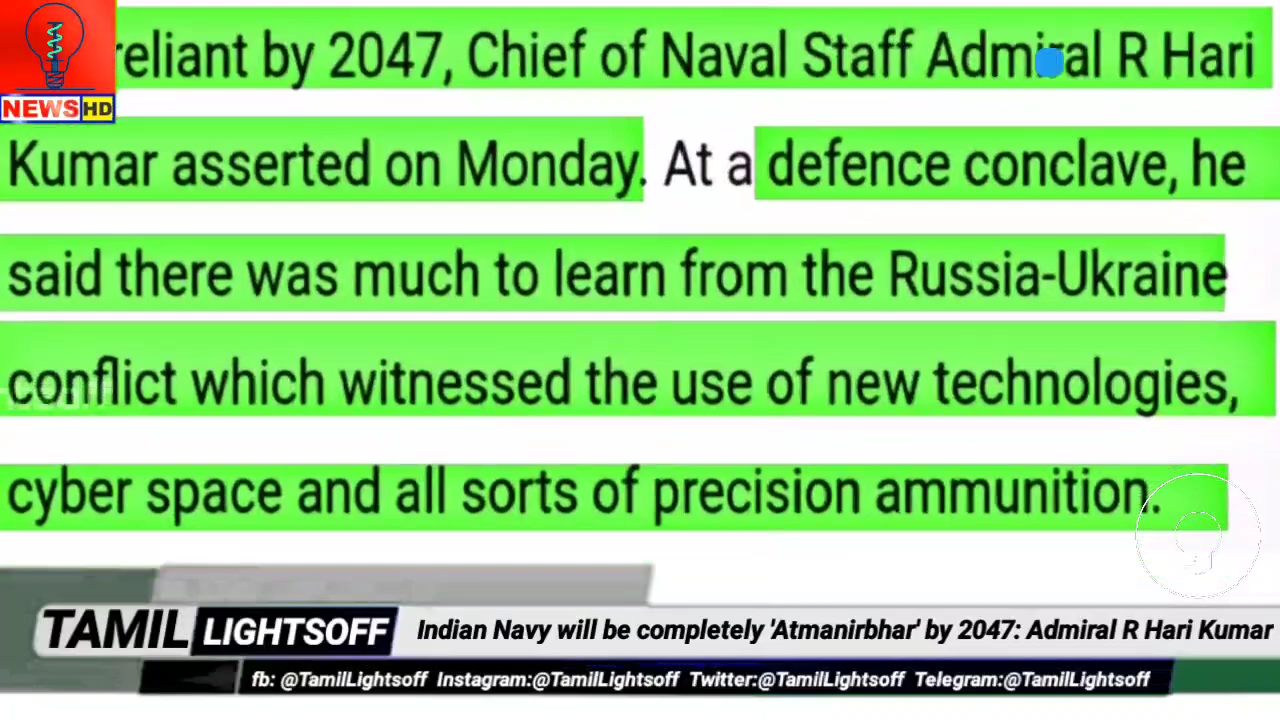 reliant by 2047, Chief of Naval Staff Admiral R Hari
Kumar asserted on Monday. At a defence conclave, he
said there was much to learn from the Russia-Ukraine
conflict which witnessed the use of new technologies,
cyber space and all sorts of precision ammunition.
NEWS HD
TAMIL LIGHTSOFF
Indian Navy will be completely 'Atmanirbhar' by 2047: Admiral R Hari Kumar
fb: @TamilLightsoff Instagram:@TamilLightsoff Twitter:@TamilLightsoff Telegram:@TamilLightsoff